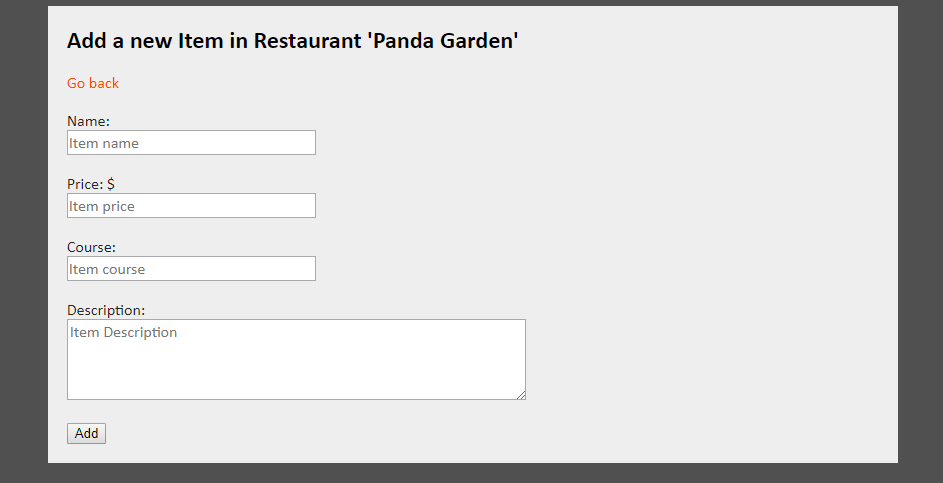 Add a new Item in Restaurant 'Panda Garden'
Go back
Name:
Item name
Price: $
Item price
Course:
Item course
Description:
Item Description
Add